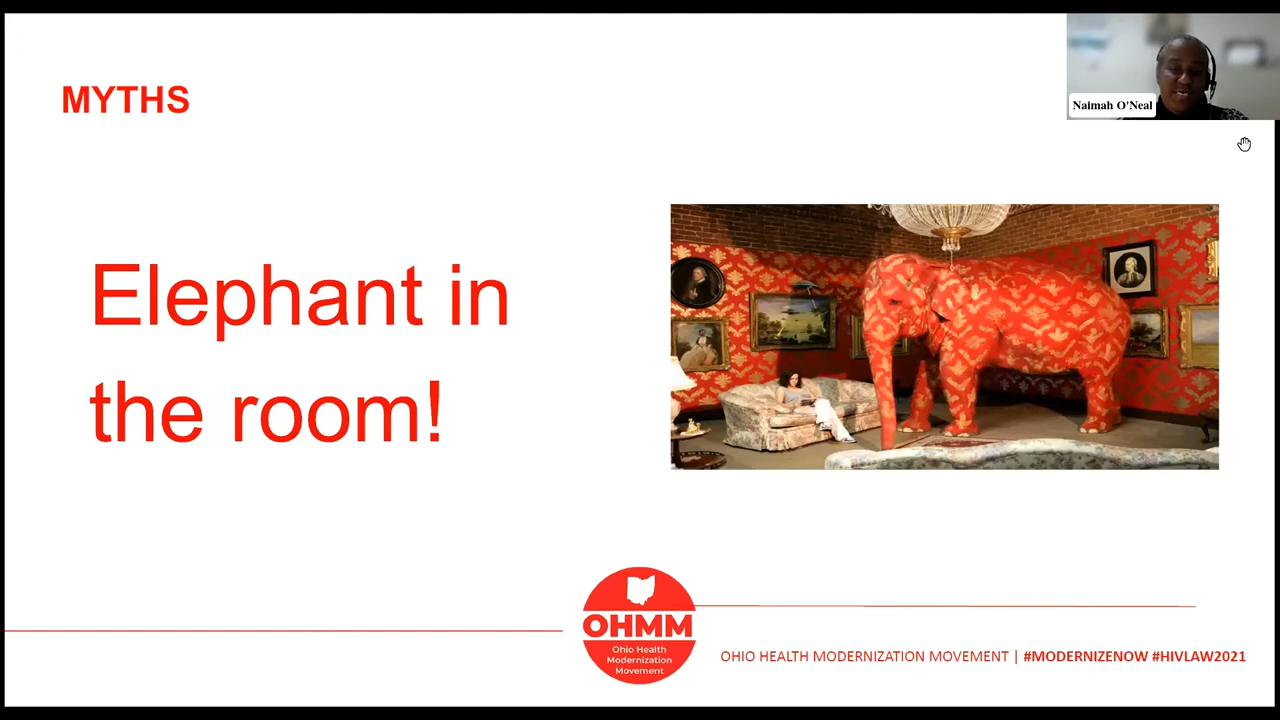 MYTHS
Naimah O'Neal
Elephant in
the room!
OHMM
Ohio Health
Modernization
Movement
OHIO HEALTH MODERNIZATION MOVEMENT | #MODERNIZENOW #HIVLAW2021